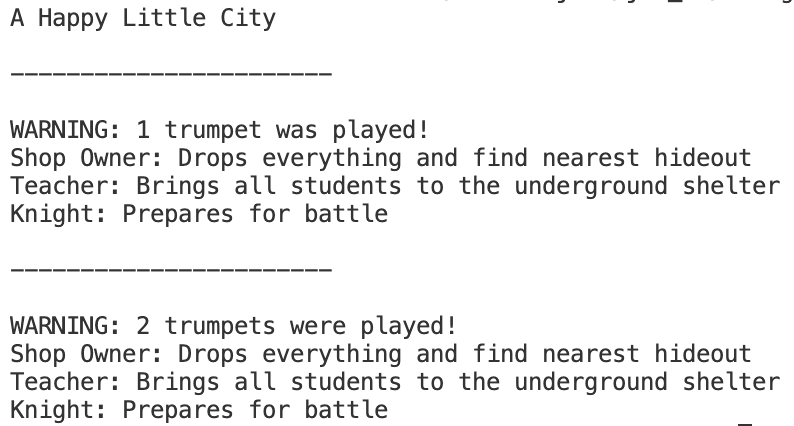 A Happy Little City
-----------------------
WARNING: 1 trumpet was played!
Shop Owner: Drops everything and find nearest hideout
Teacher: Brings all students to the underground shelter
Knight: Prepares for battle
-----------------------
WARNING: 2 trumpets were played!
Shop Owner: Drops everything and find nearest hideout
Teacher: Brings all students to the underground shelter
Knight: Prepares for battle